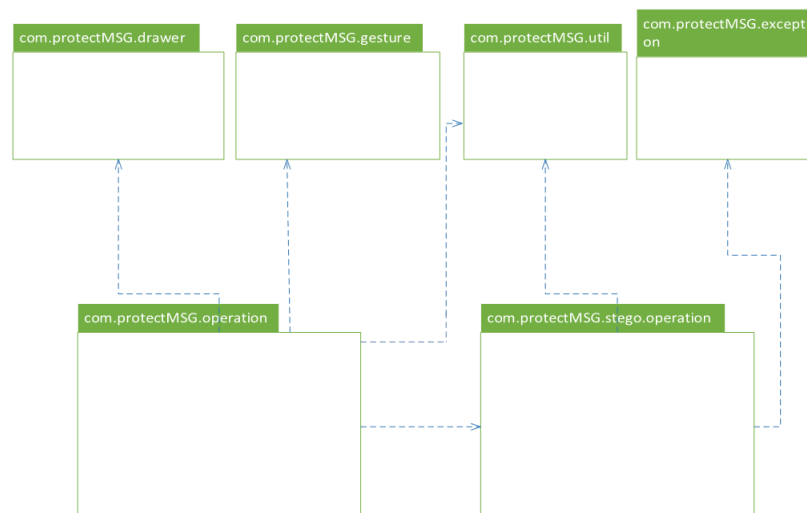 com.protectMSG.drawer
com.protectMSG.gesture
com.protectMSG.util
com.protectMSG.except
on
com.protectMSG.operation
com.protectMSG.stego.operation